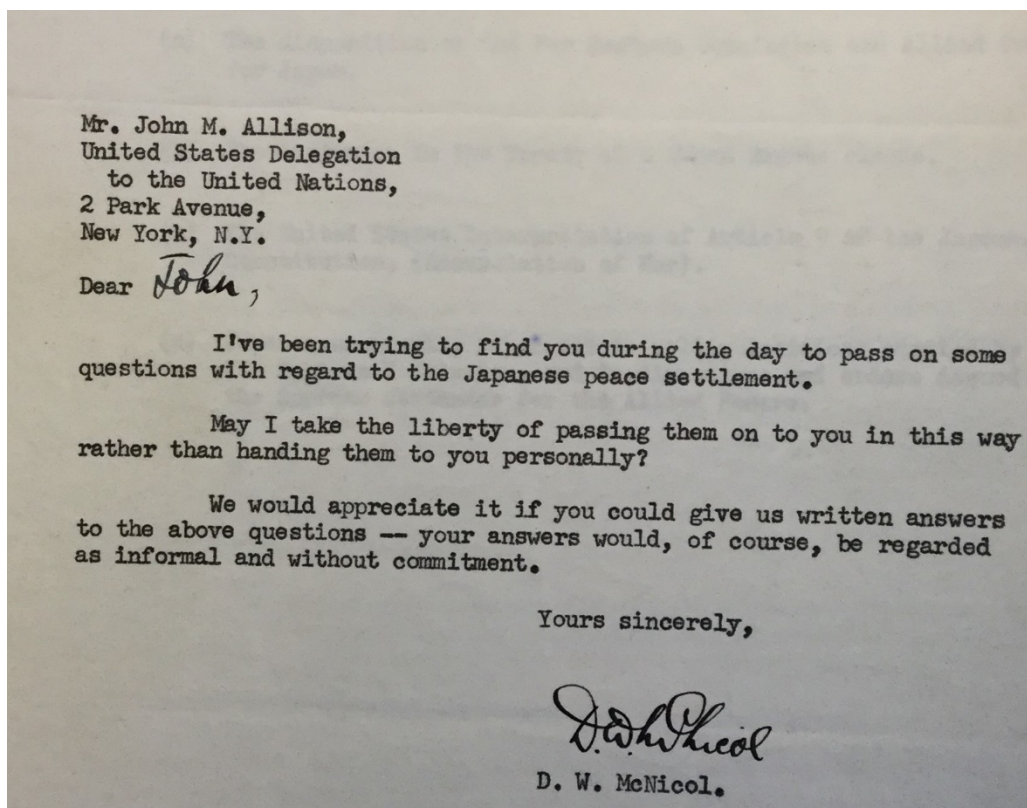 Mr. John M. Allison,
United States Delegation
to the United Nations,
2 Park Avenue,
New York, N.Y.
Dear John,
I've been trying to find you during the day to pass on some
questions with regard to the Japanese peace settlement.
May I take the liberty of passing them on to you in this way
rather than handing them to you personally?
We would appreciate it if you could give us written answers
to the above questions -- your answers would, of course, be regarded
as informal and without commitment.
Yours sincerely,
D. W. McNicol
D. W. McNicol.